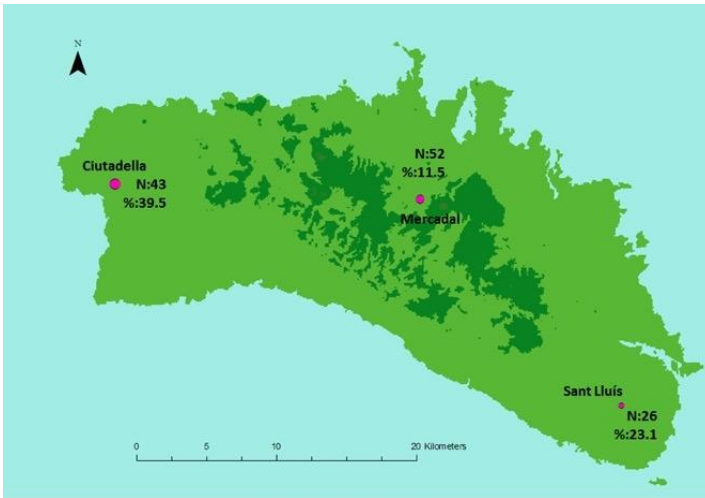 N
Ciutadella
N:43
%:39.5
N:52
%:11.5
Mercadal
Sant Lluís
N:26
%:23.1
0 5 10 20 Kilometers